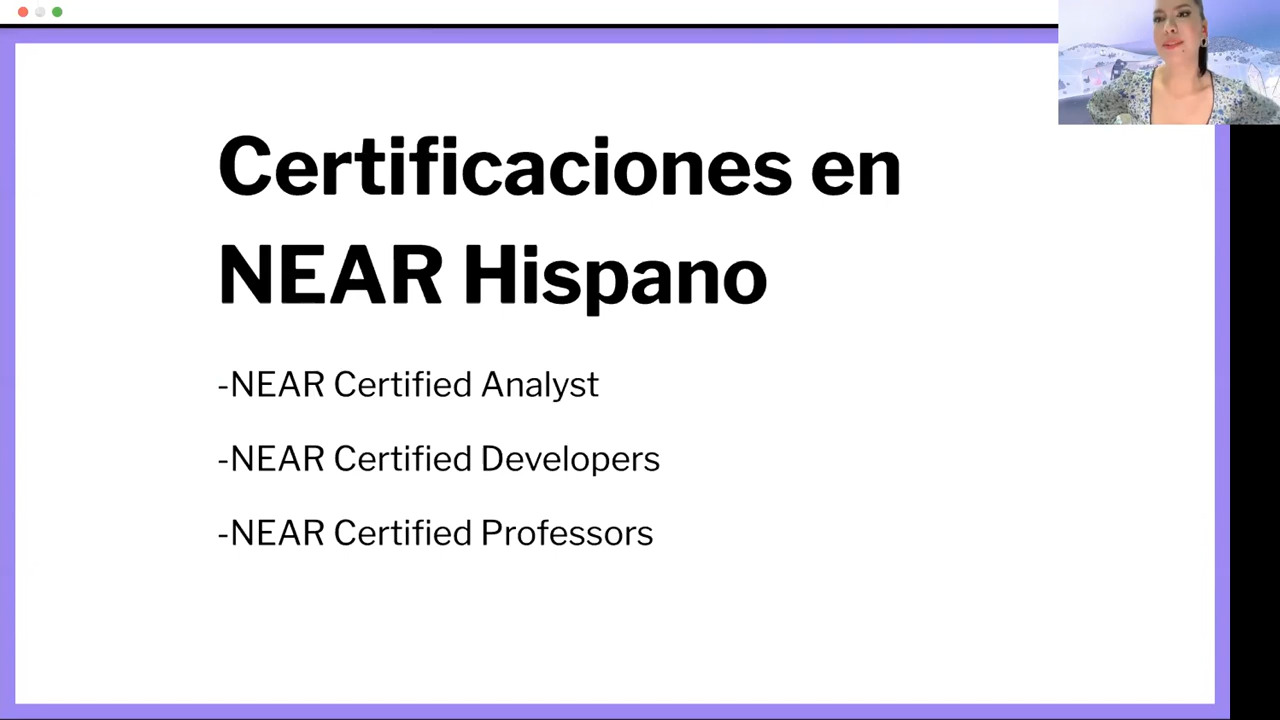 Certificaciones en
NEAR Hispano
-NEAR Certified Analyst
-NEAR Certified Developers
-NEAR Certified Professors